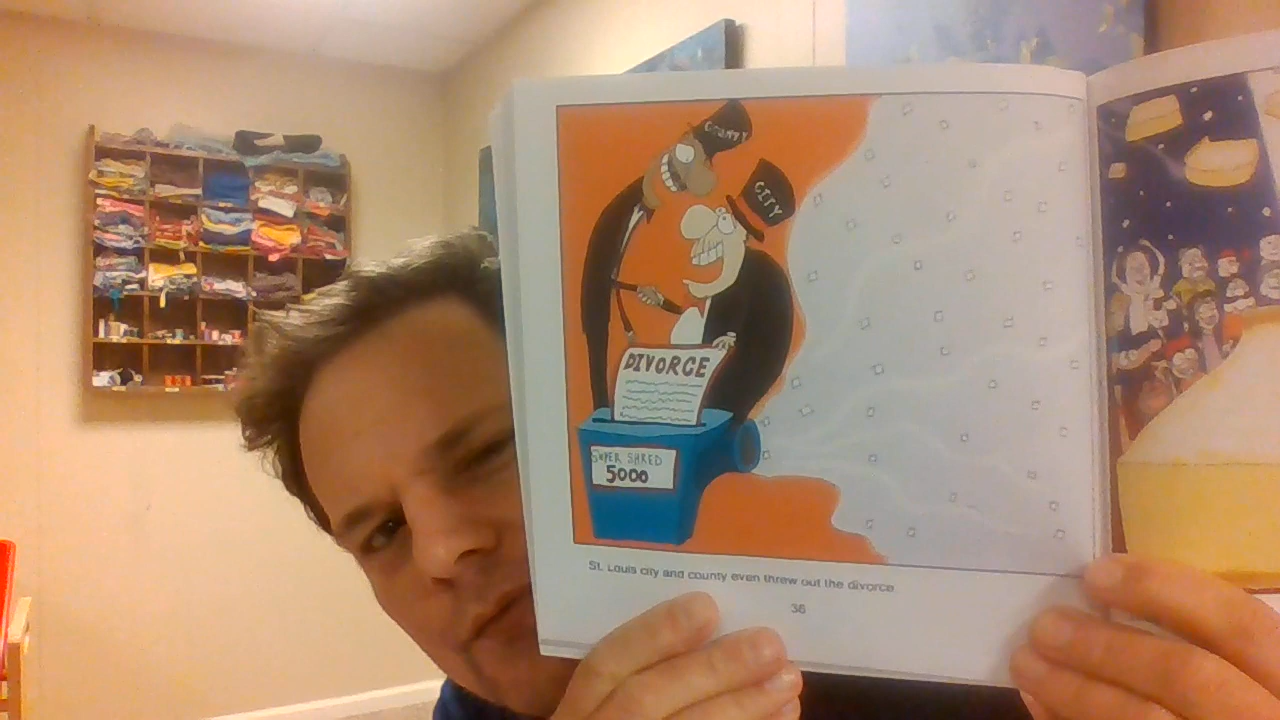 COUNTY
CITY
DIVORCE
SUPER SHRED
5000
St. Louis city and county even threw out the divorce
36